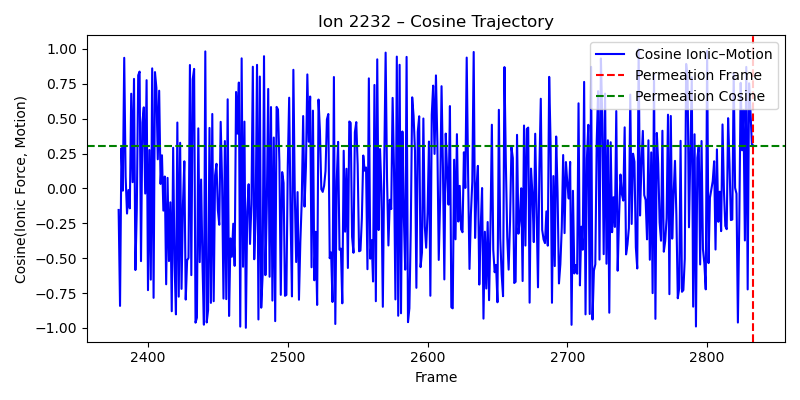 Ion 2232 – Cosine Trajectory
Cosine(Ionic Force, Motion)
1.00
0.75
0.50
0.25
0.00
−0.25
−0.50
−0.75
−1.00
Cosine Ionic–Motion
Permeation Frame
Permeation Cosine
2400
2500
2600
2700
2800
Frame